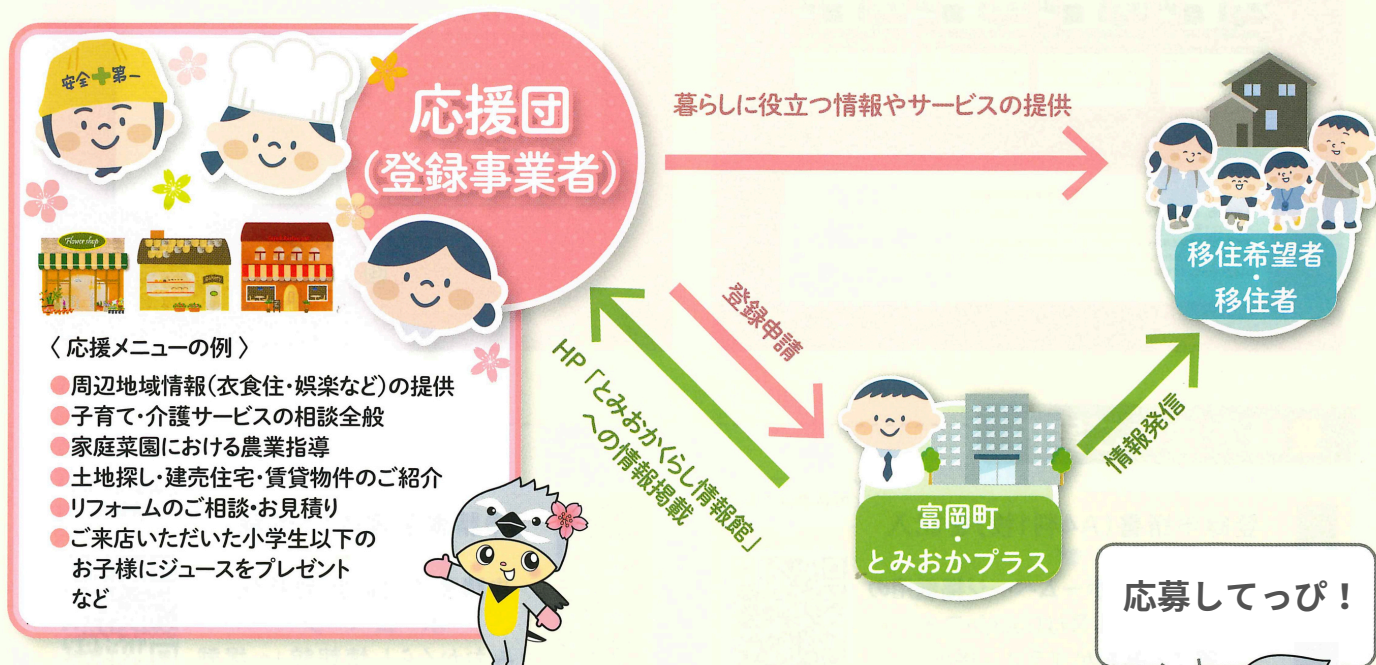 安全 第一
応援団
(登録事業者)
Flower shop
〈 応援メニューの例 〉
●周辺地域情報(衣食住・娯楽など)の提供
●子育て・介護サービスの相談全般
●家庭菜園における農業指導
●土地探し・建売住宅・賃貸物件のご紹介
●リフォームのご相談・お見積り
●ご来店いただいた小学生以下の
お子様にジュースをプレゼント
など
暮らしに役立つ情報やサービスの提供
移住希望者
・
移住者
登録申請
HP「とみおかくらし情報館」
への情報掲載
情報発信
富岡町
・
とみおかプラス
応募してっぴ!